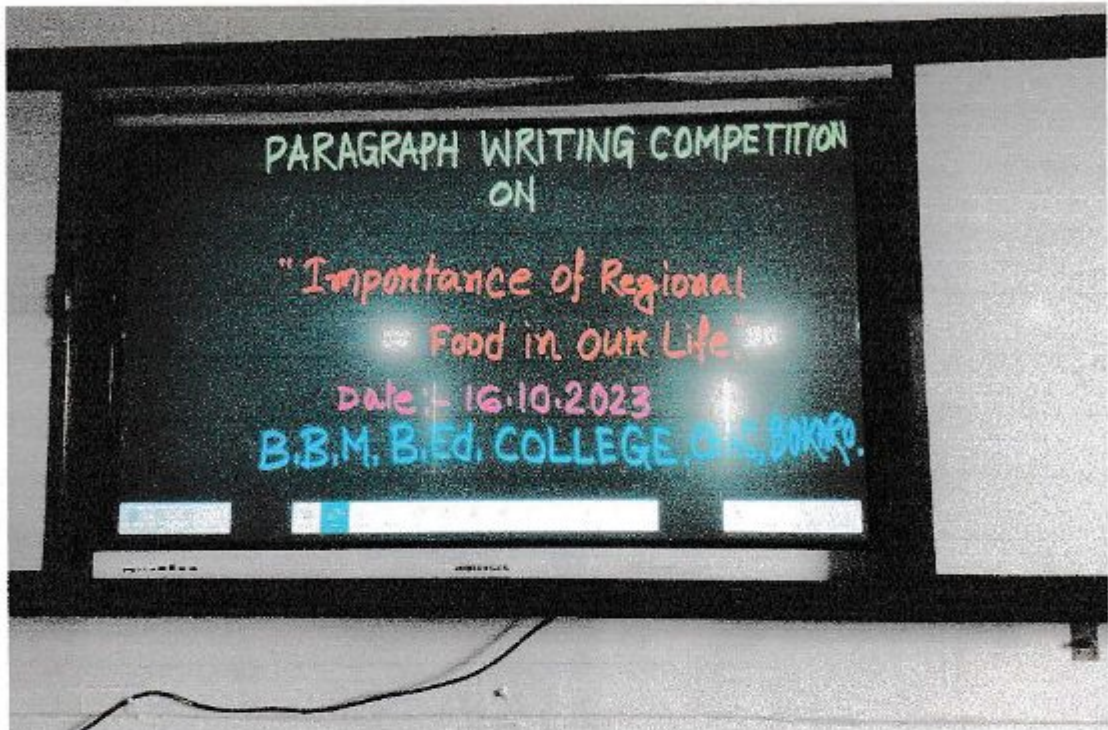 PARAGRAPH WRITING COMPETITION
ON
"Importance of Regional
Food in our Life"
Date:- 16.10.2023
B.B.M. B.Ed. COLLEGE, BOKARO.